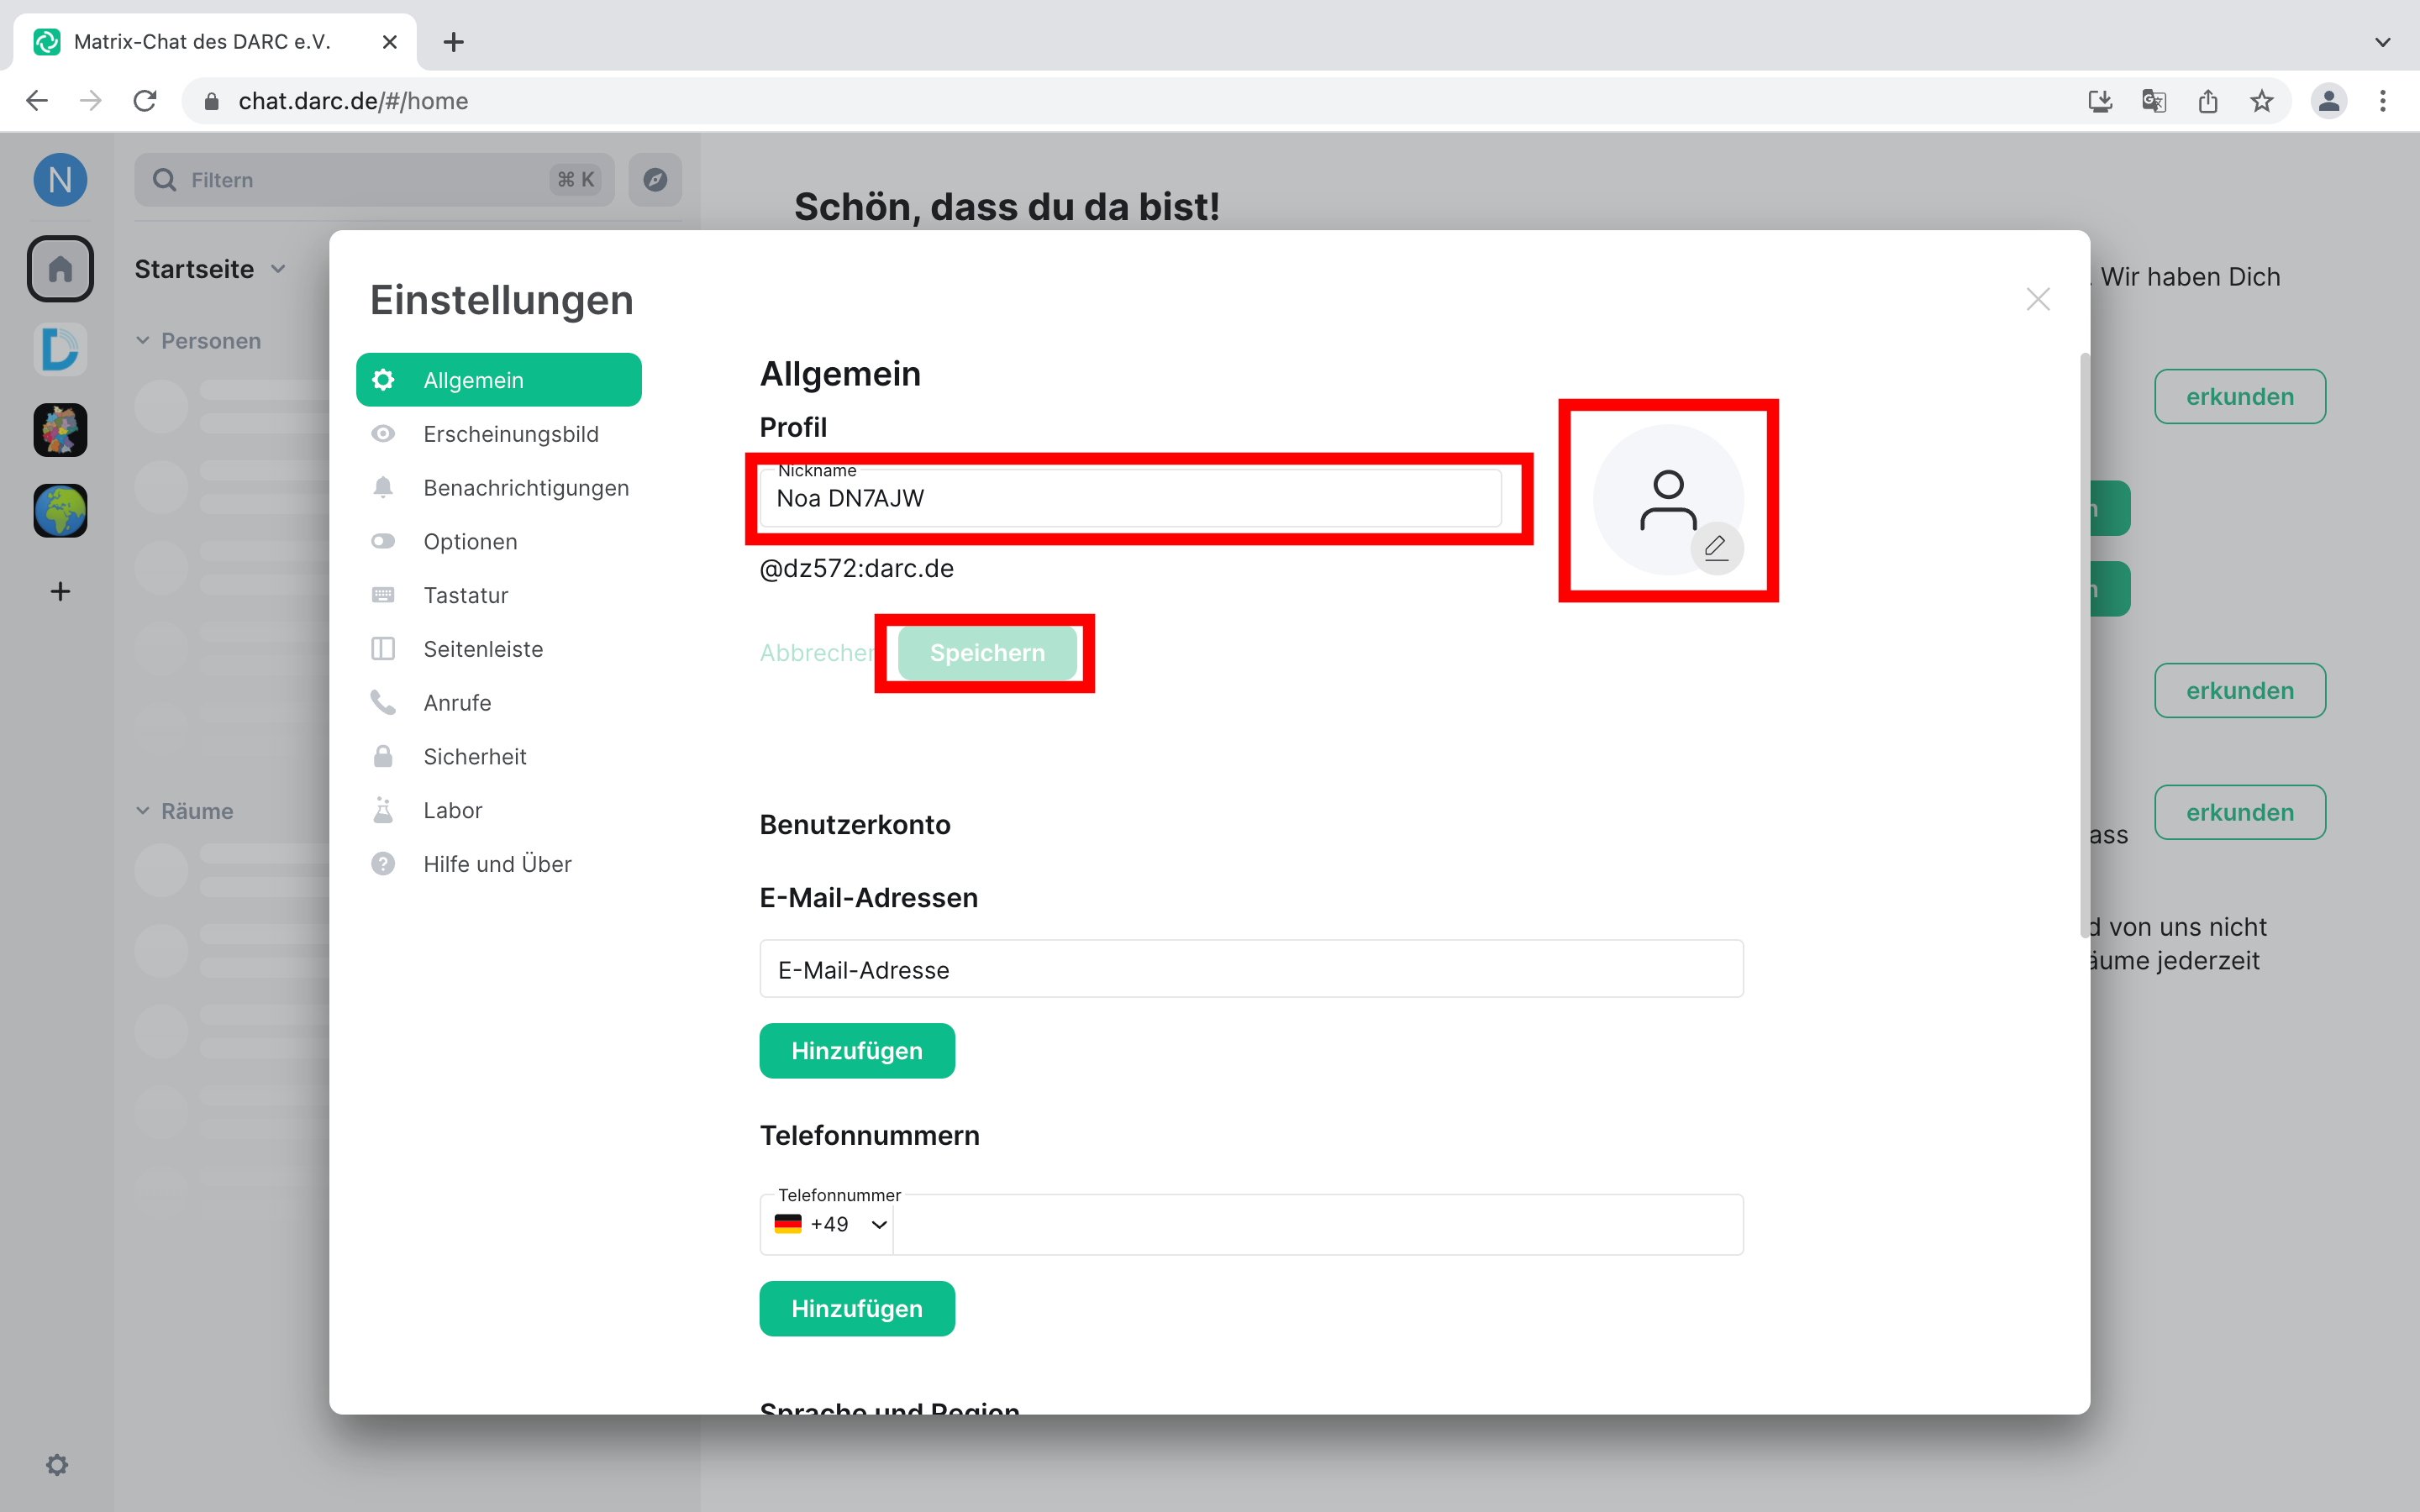 Matrix-Chat des DARC e.V.
chat.darc.de/#/home
N
Filtern
⌘ K
Schön, dass du da bist!
Startseite
. Wir haben Dich
Personen
erkunden
erkunden
erkunden
ass
d von uns nicht
äume jederzeit
Räume
Einstellungen
Allgemein
Erscheinungsbild
Benachrichtigungen
Optionen
Tastatur
Seitenleiste
Anrufe
Sicherheit
Labor
Hilfe und Über
Allgemein
Profil
Nickname
Noa DN7AJW
@dz572:darc.de
Abbrechen
Speichern
Benutzerkonto
E-Mail-Adressen
E-Mail-Adresse
Hinzufügen
Telefonnummern
Telefonnummer
+49
Hinzufügen
Sprache und Region